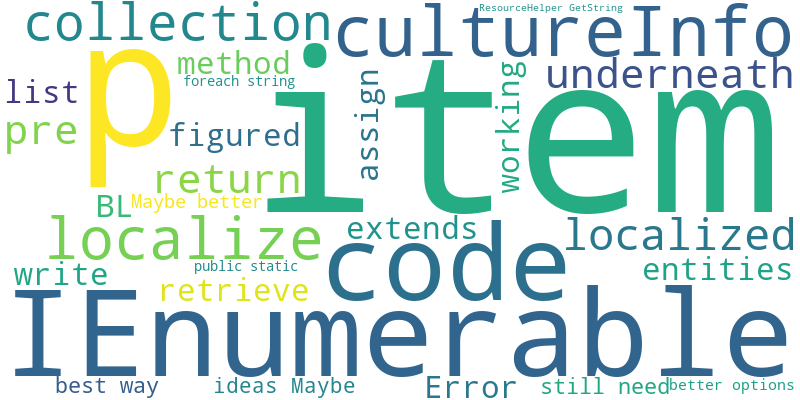 ResourceHelper GetString
collection
cultureInfo
p
item
method
foreach string
underneath
list
pre
figured
assign
working
return
BL
Maybe better
localize
extends
code
localized
write
public static
retrieve
entities
IEnumerable
best way
ideas Maybe
Error
still need
better options